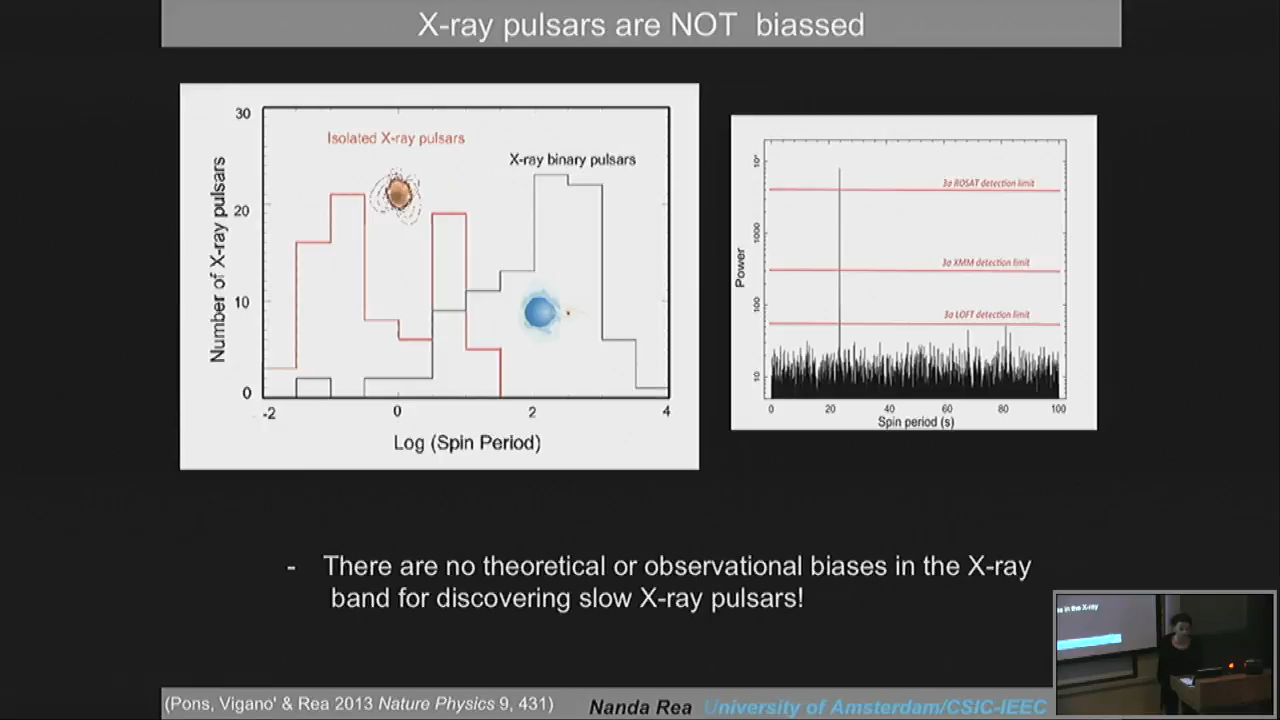 X-ray pulsars are NOT biassed
30
20
10
0
Number of X-ray pulsars
Isolated X-ray pulsars
X-ray binary pulsars
-2
0
2
4
Log (Spin Period)
10⁴
1000
100
10
Power
3σ ROSAT detection limit
3σ XMM detection limit
3σ LOFT detection limit
0
20
40
60
80
100
Spin period (s)
- There are no theoretical or observational biases in the X-ray
band for discovering slow X-ray pulsars!
in the X-ray
(Pons, Vigano' & Rea 2013 Nature Physics 9, 431)
Nanda Rea University of Amsterdam/CSIC-IEEC